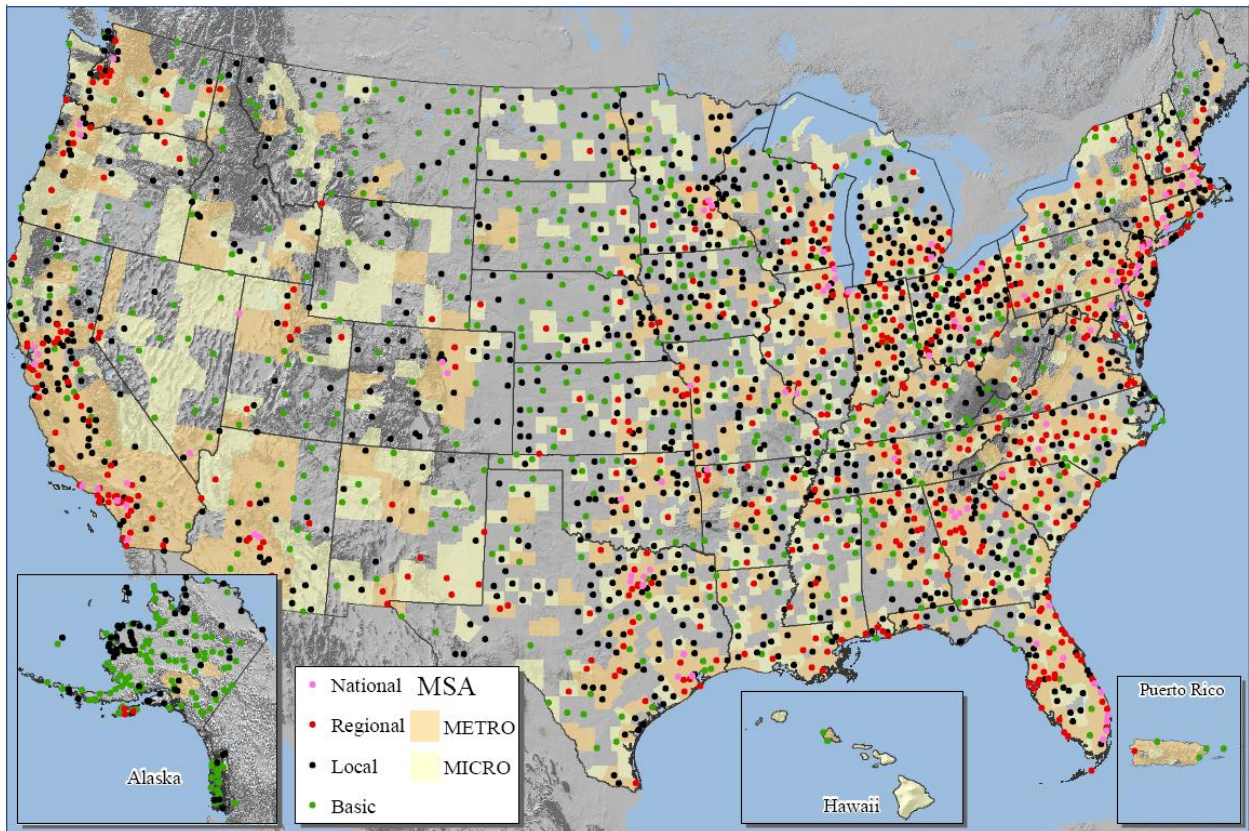 National MSA
Regional METRO
Local MICRO
Basic
Alaska
Hawaii
Puerto Rico